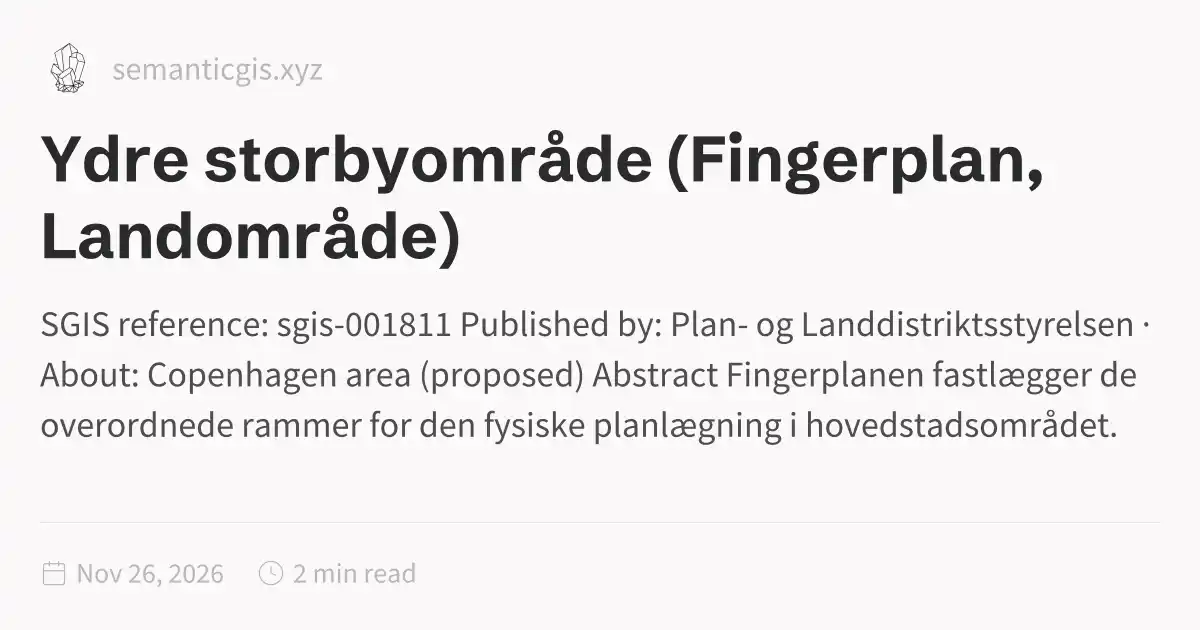 semanticgis.xyz
Ydre storbyområde (Fingerplan,
Landområde)
SGIS reference: sgis-001811 Published by: Plan- og Landdistriktsstyrelsen ·
About: Copenhagen area (proposed) Abstract Fingerplanen fastlægger de
overordnede rammer for den fysiske planlægning i hovedstadsområdet.
Nov 26, 2026 2 min read